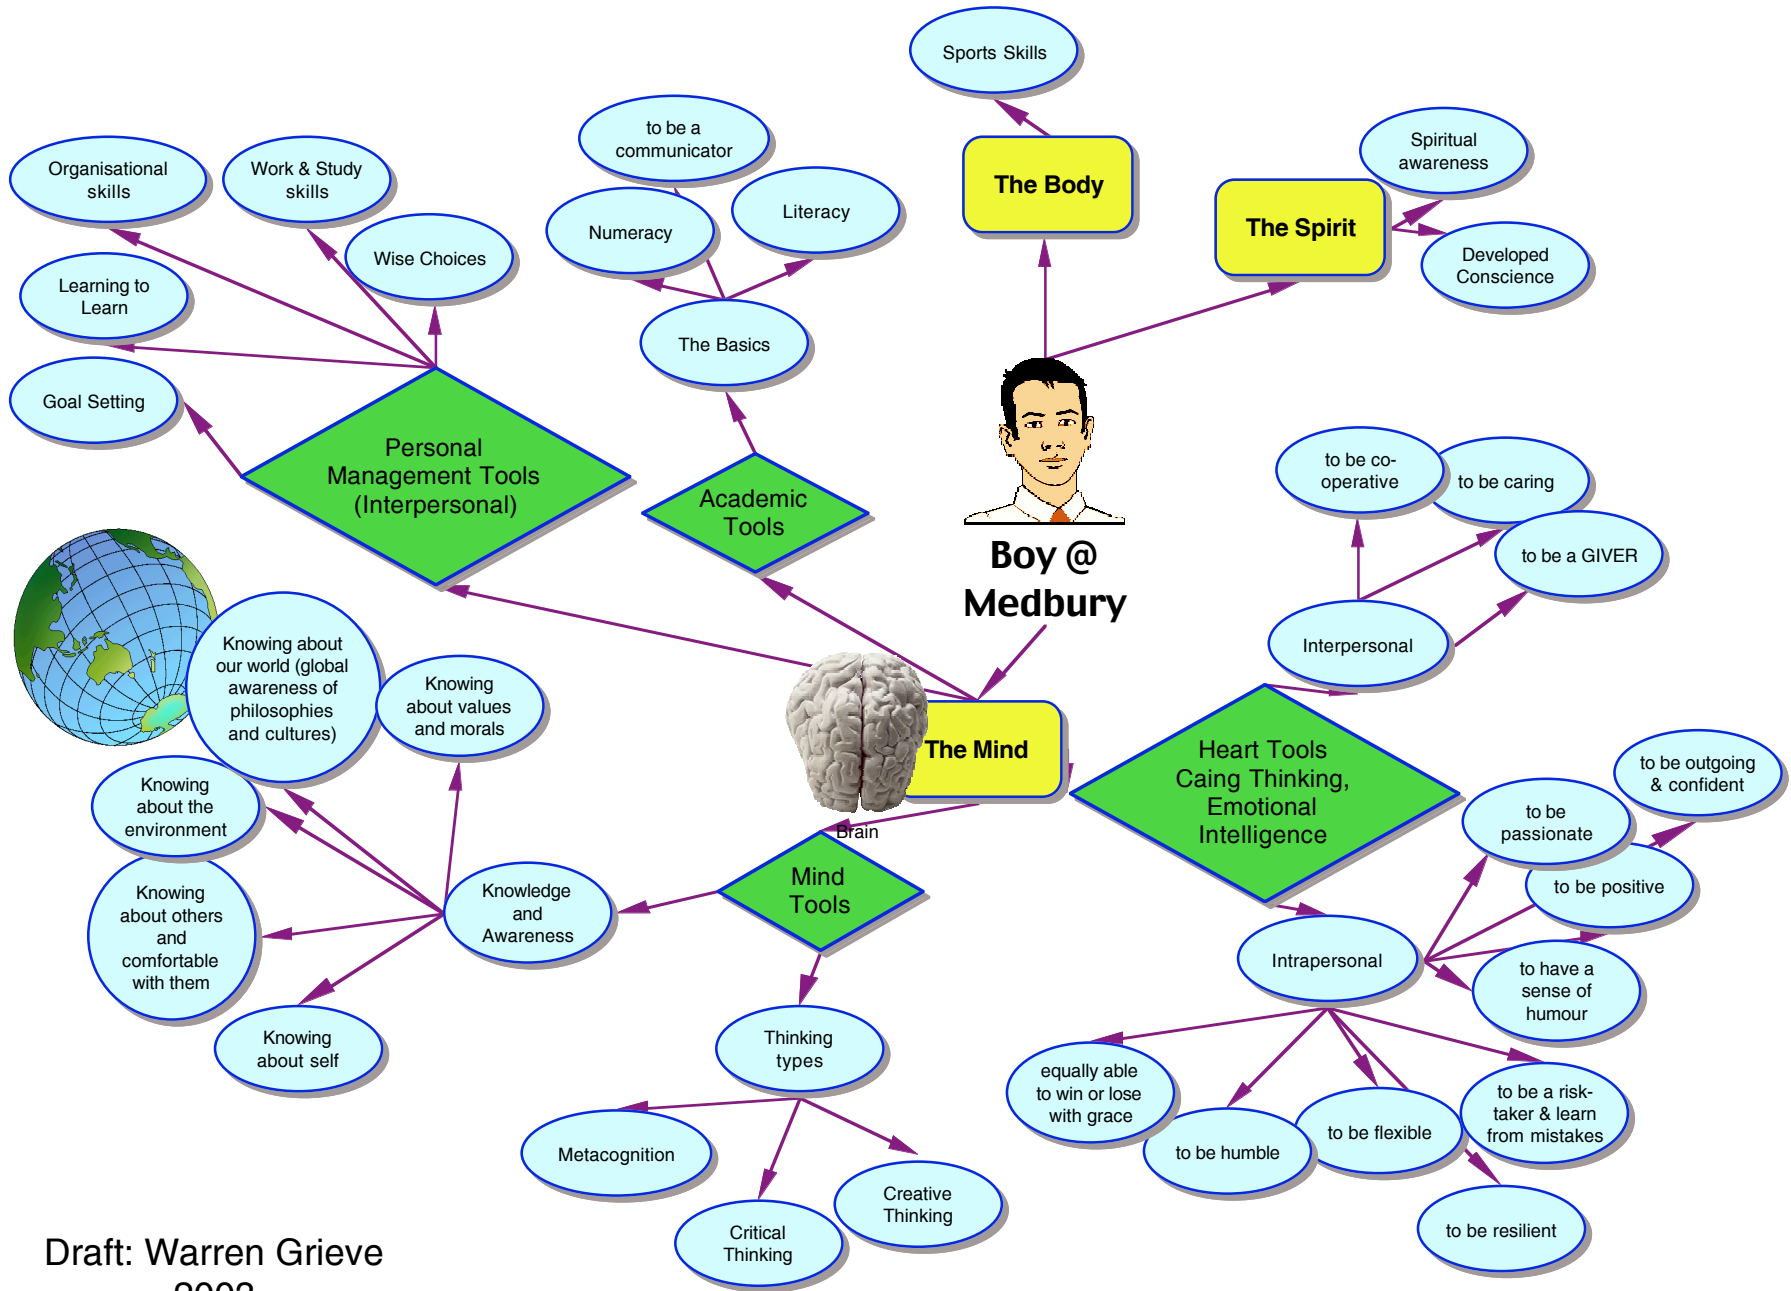 Sports Skills
to be a
communicator
Spiritual
awareness
Organisational
skills
Work & Study
skills
The Body
Literacy
Numeracy
The Spirit
Wise Choices
Developed
Conscience
Learning to
Learn
The Basics
Goal Setting
Personal
Management Tools
(Interpersonal)
Academic
Tools
to be co-
operative
to be caring
to be a GIVER
Boy @
Medbury
Interpersonal
Knowing about
our world (global
awareness of
philosophies
and cultures)
Knowing
about values
and morals
The Mind
Heart Tools
Caing Thinking,
Emotional
Intelligence
to be outgoing
& confident
Knowing
about the
environment
to be
passionate
Brain
Mind
Tools
to be positive
Knowing
about others
and
comfortable
with them
Knowledge
and
Awareness
Intrapersonal
to have a
sense of
humour
Knowing
about self
Thinking
types
equally able
to win or lose
with grace
to be a risk-
taker & learn
from mistakes
to be flexible
to be humble
Metacognition
Creative
Thinking
Critical
Thinking
to be resilient
Draft: Warren Grieve